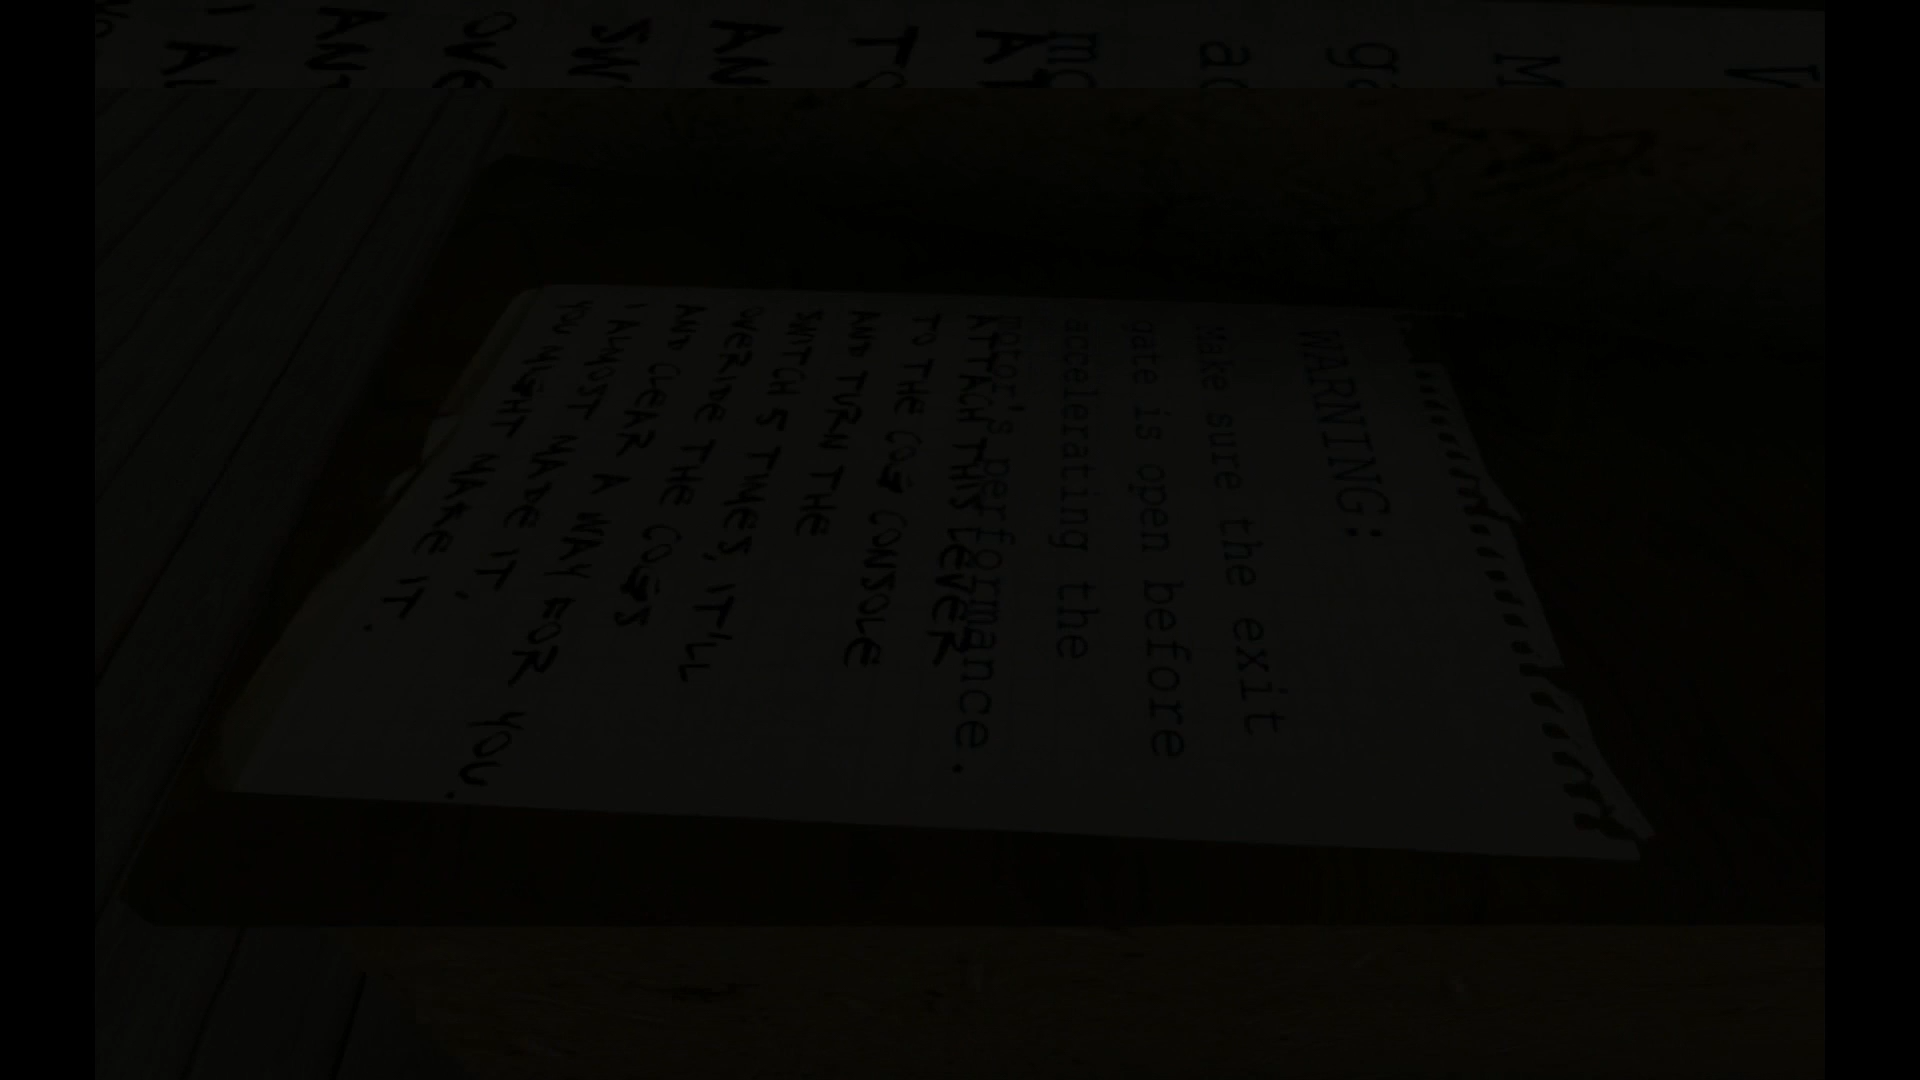 WARNING:
Make sure the exit
gate is open before
accelerating the
motor's performance.
ATTACH THIS LEVER
TO THE COG CONSOLE
AND TURN THE
SWITCH 5 TIMES, IT'LL
OVERIDE THE COGS
AND CLEAR A WAY FOR YOU.
I ALMOST MADE IT.
YOU MIGHT MAKE IT.